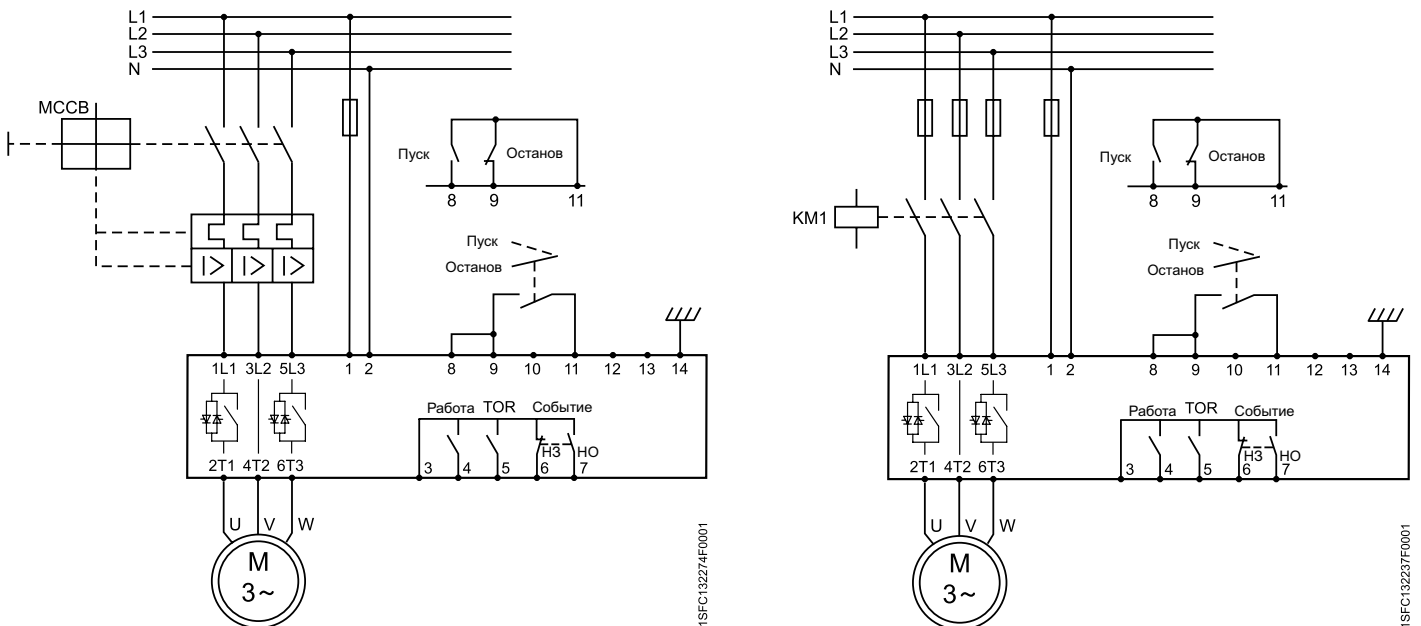 L1
L2
L3
N
MCCB
Пуск
Останов
8 9 11
Пуск
Останов
1L1 3L2 5L3 1 2 8 9 10 11 12 13 14
Работа TOR Событие
НЗ НО
2T1 4T2 6T3 3 4 5 6 7
U V W
M
3~
1SFC132274F0001
L1
L2
L3
N
KM1
Пуск
Останов
8 9 11
Пуск
Останов
1L1 3L2 5L3 1 2 8 9 10 11 12 13 14
Работа TOR Событие
НЗ НО
2T1 4T2 6T3 3 4 5 6 7
U V W
M
3~
1SFC132237F0001